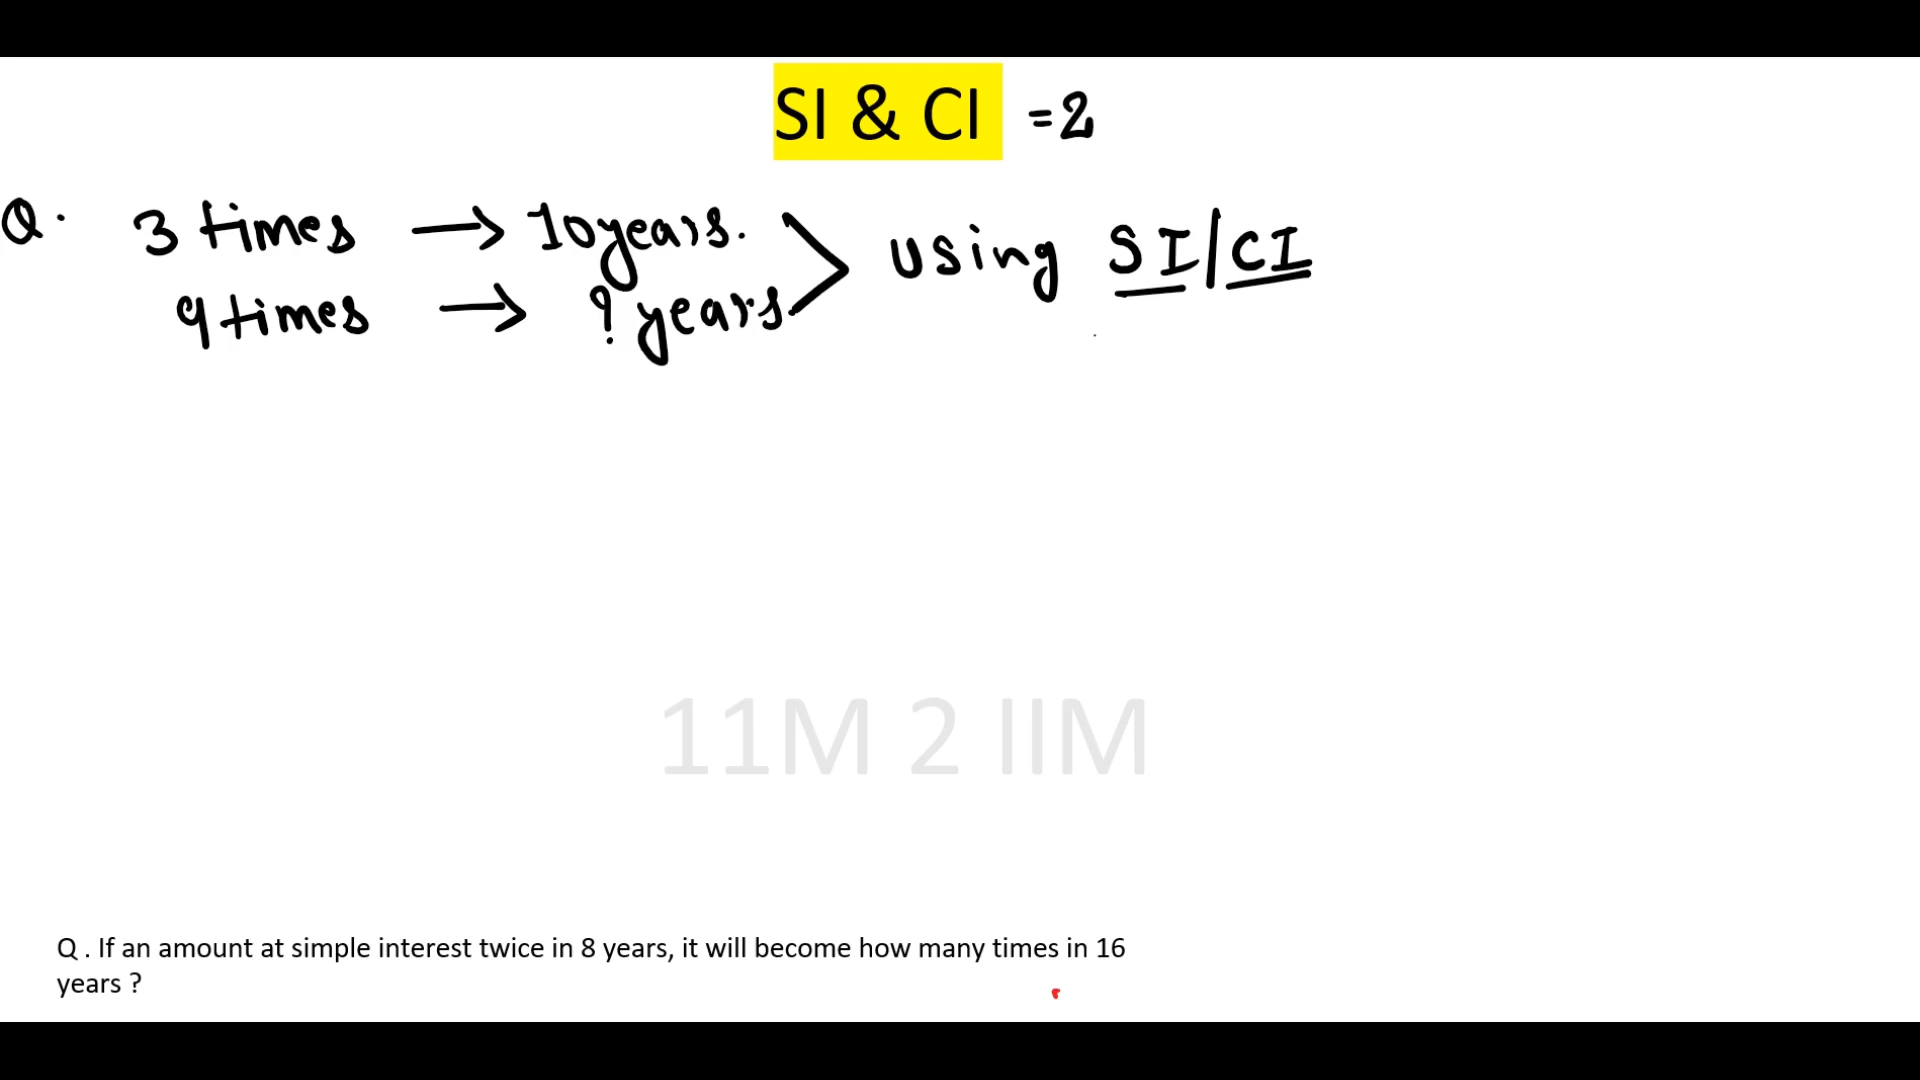 SI & CI = 2
Q. 3 times → 10 years. > using SI/CI
9 times → ? years
11M 2 IIM
Q . If an amount at simple interest twice in 8 years, it will become how many times in 16
years ?